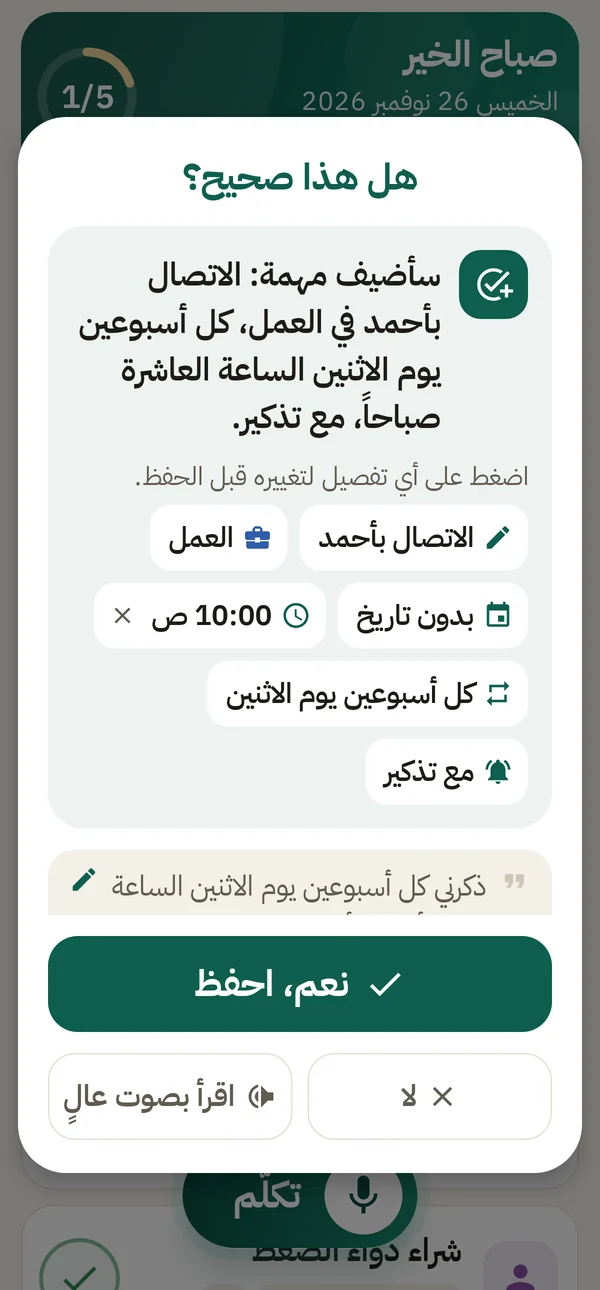 صباح الخير
الخميس 26 نوفمبر 2026
1/5
هل هذا صحيح؟
سأضيف مهمة: الاتصال
بأحمد في العمل، كل أسبوعين
يوم الاثنين الساعة العاشرة
صباحاً، مع تذكير.
اضغط على أي تفصيل لتغييره قبل الحفظ.
الاتصال بأحمد
العمل
بدون تاريخ
10:00 ص
كل أسبوعين يوم الاثنين
مع تذكير
ذكرني كل أسبوعين يوم الاثنين الساعة
نعم، احفظ
لا
اقرأ بصوت عالٍ
تكلّم
شراء دواء الضغط